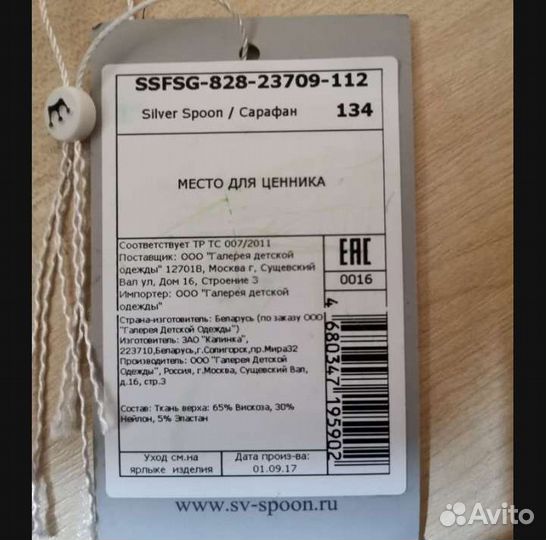 SSFSG-828-23709-112
Silver Spoon / Сарафан 134
МЕСТО ДЛЯ ЦЕННИКА
Соответствует ТР ТС 007/2011
Поставщик: ООО "Галерея детской
одежды" 127018, Москва г, Сущевский
Вал ул, Дом 16, Строение 3
Импортер: ООО "Галерея детской
одежды"
EAC
0016
Страна-изготовитель: Беларусь (по заказу ООО
"Галерея Детской Одежды")
Изготовитель: ЗАО "Калинка",
223710,Беларусь,г.Солигорск,пр.Мира32
Производитель: ООО "Галерея Детской
Одежды", Россия, г.Москва, Сущевский Вал,
д.16, стр.3
Состав: Ткань верха: 65% Вискоза, 30%
Нейлон, 5% Эластан
4 680347 195902
Уход см.на
ярлыке изделия
Дата произ-ва:
01.09.17
www.sv-spoon.ru
Avito